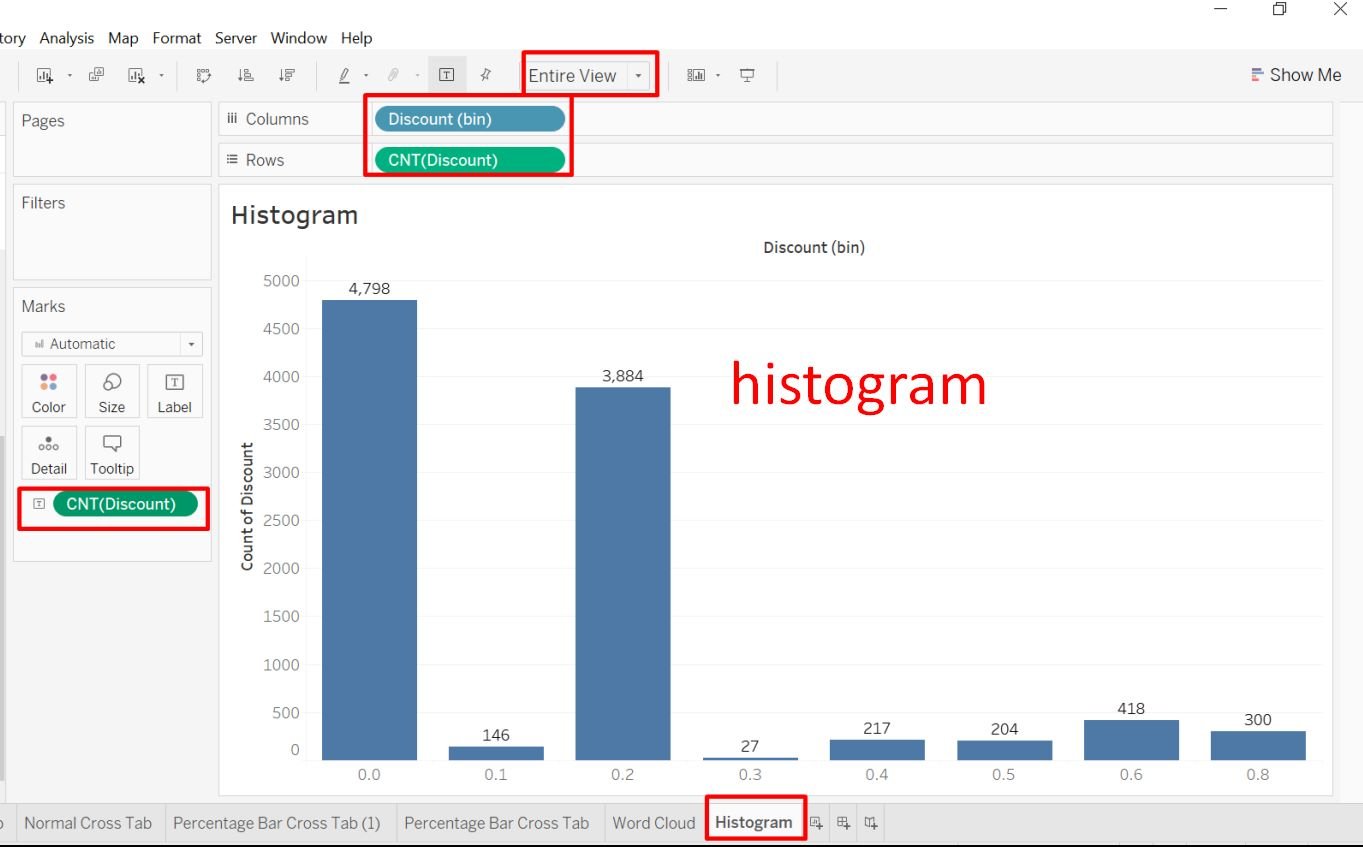 tory Analysis Map Format Server Window Help
Entire View
Show Me
Pages
Columns
Discount (bin)
Rows
CNT(Discount)
Filters
Marks
Automatic
Color Size Label
Detail Tooltip
CNT(Discount)
Histogram
Discount (bin)
Count of Discount
5000
4500
4000
3500
3000
2500
2000
1500
1000
500
0
4,798
146
3,884
27
217
204
418
300
histogram
0.0 0.1 0.2 0.3 0.4 0.5 0.6 0.8
Normal Cross Tab Percentage Bar Cross Tab (1) Percentage Bar Cross Tab Word Cloud Histogram